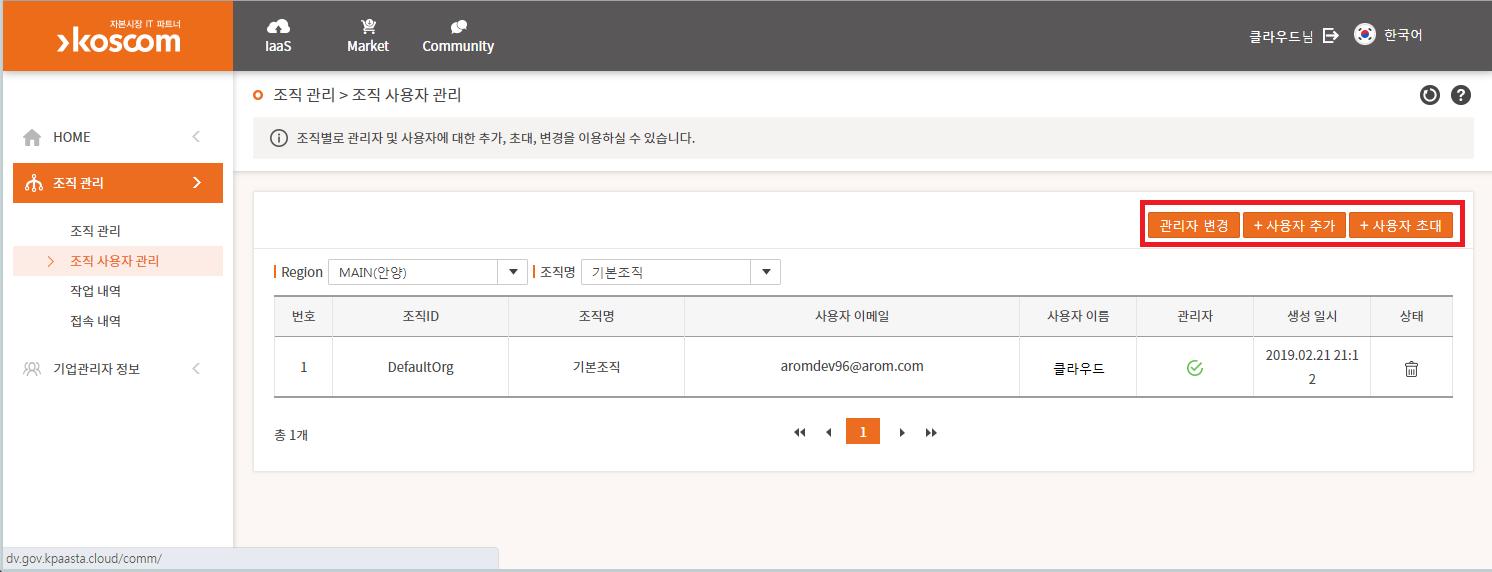 자본시장 IT 파트너
koscom
IaaS
Market
Community
클라우드님
한국어
HOME
조직 관리
조직 관리
조직 사용자 관리
작업 내역
접속 내역
기업관리자 정보
조직 관리 > 조직 사용자 관리
?
조직별로 관리자 및 사용자에 대한 추가, 초대, 변경을 이용하실 수 있습니다.
관리자 변경 + 사용자 추가 + 사용자 초대
Region MAIN(안양) 조직명 기본조직
번호 조직ID 조직명 사용자 이메일 사용자 이름 관리자 생성 일시 상태
1 DefaultOrg 기본조직 aromdev96@arom.com 클라우드 2019.02.21 21:1
2
총 1개
1
dv.gov.kpaasta.cloud/comm/